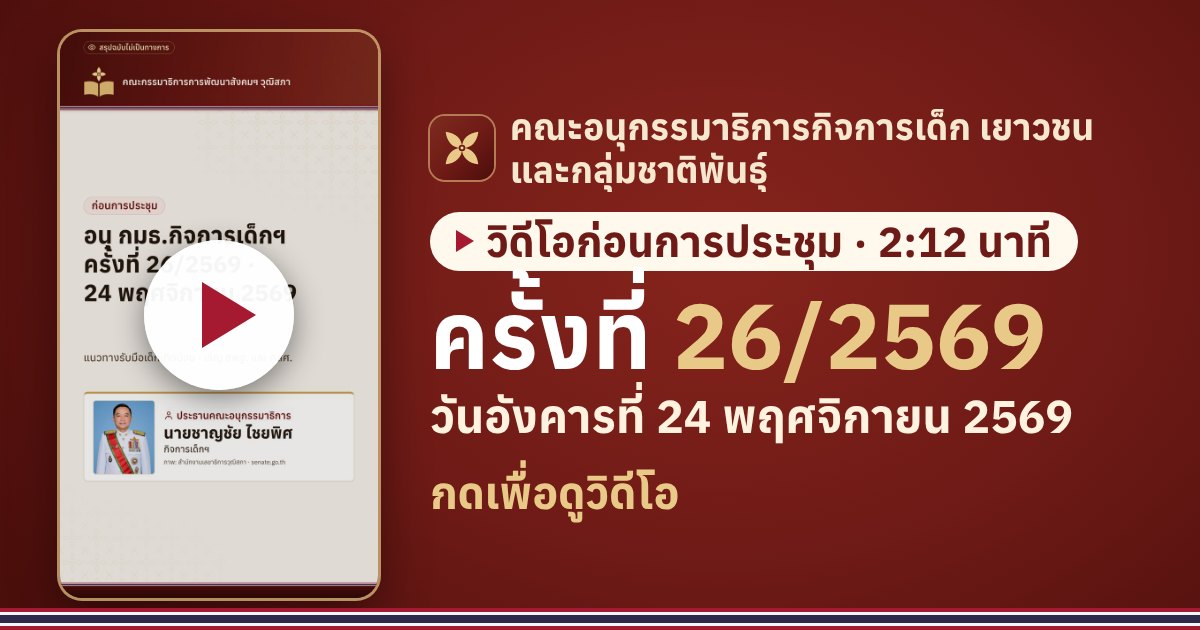 สรุปฉบับไม่เป็นทางการ
คณะกรรมาธิการการพัฒนาสังคมฯ วุฒิสภา
ก่อนการประชุม
อนุ กมธ.กิจการเด็กฯ
ครั้งที่ 26/2569 ·
24 พฤศจิกายน 2569
แนวทางรับมือเด็ก
ประธานคณะอนุกรรมาธิการ
นายชาญชัย ไชยพิศ
กิจการเด็กฯ
ภาพ: สำนักงานเลขาธิการวุฒิสภา · senate.go.th
คณะอนุกรรมาธิการกิจการเด็ก เยาวชน
และกลุ่มชาติพันธุ์
วิดีโอก่อนการประชุม · 2:12 นาที
ครั้งที่ 26/2569
วันอังคารที่ 24 พฤศจิกายน 2569
กดเพื่อดูวิดีโอ